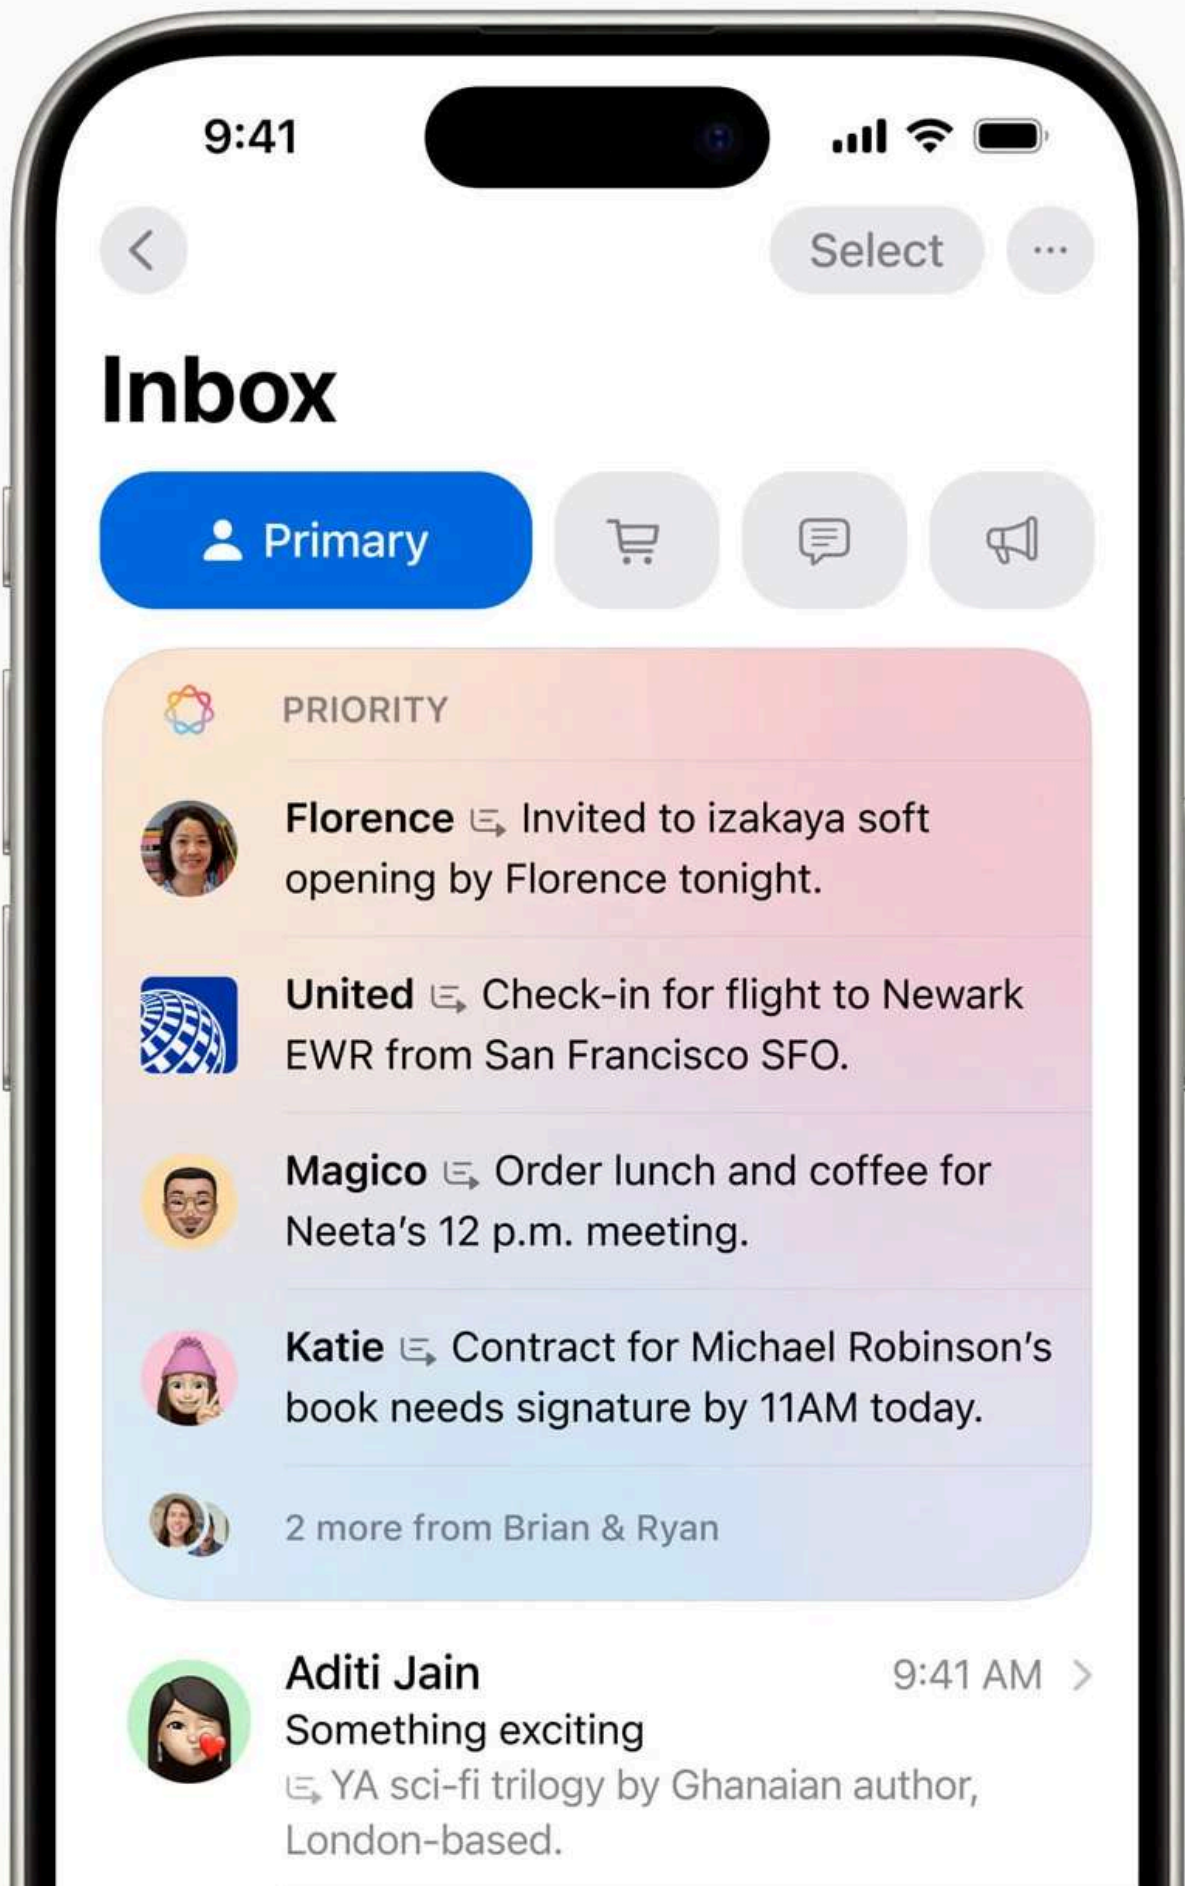 9:41
Select
Inbox
Primary
PRIORITY
Florence Invited to izakaya soft
opening by Florence tonight.
United Check-in for flight to Newark
EWR from San Francisco SFO.
Magico Order lunch and coffee for
Neeta’s 12 p.m. meeting.
Katie Contract for Michael Robinson’s
book needs signature by 11AM today.
2 more from Brian & Ryan
Aditi Jain 9:41 AM
Something exciting
YA sci-fi trilogy by Ghanaian author,
London-based.